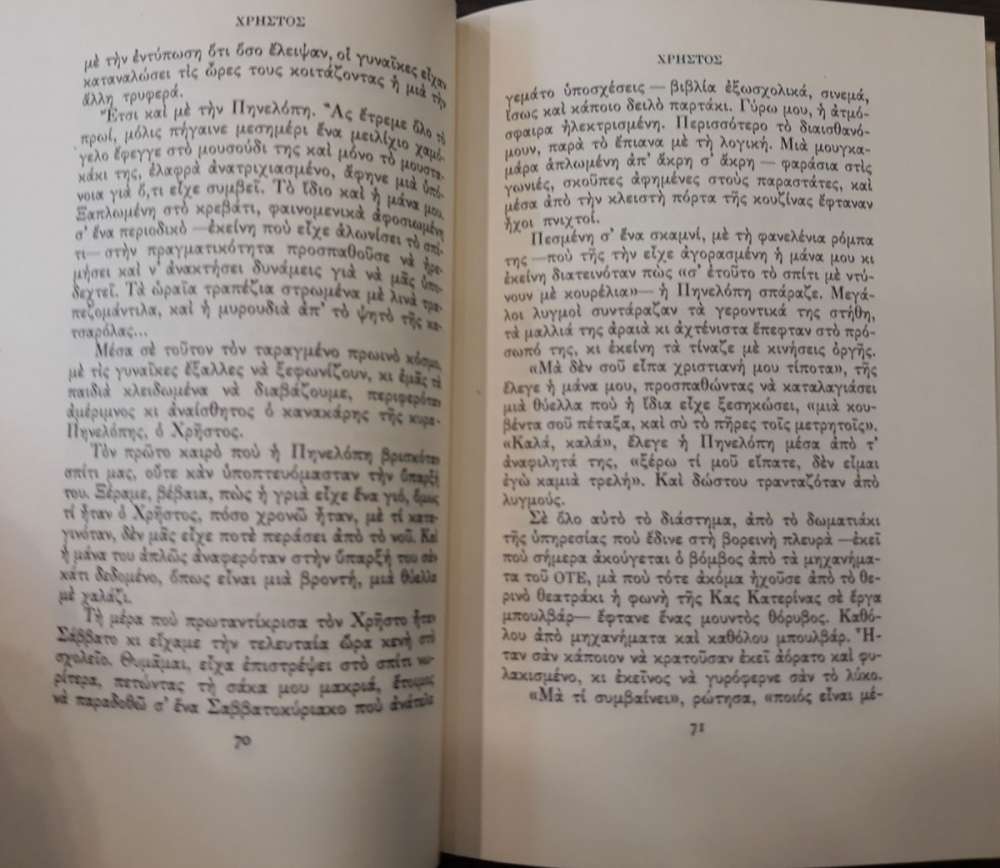 ΧΡΗΣΤΟΣ
μὲ τὴν ἐντύπωση ὅτι ὅσο ἔλειψαν, οἱ γυναῖκες εἶχαν
καταναλώσει τὶς ὧρες τους κοιτάζοντας ἡ μιὰ τὴν
ἄλλη τρυφερά.
Ἔτσι καὶ μὲ τὴν Πηνελόπη. Ἂς ἔτρεμε ὅλο τὸ
πρωί, μόλις πήγαινε μεσημέρι ἕνα μειλίχιο χαμό-
γελο ἔφεγγε στὸ μουσούδι της καὶ μόνο τὸ μουστα-
κάκι της, ἐλαφρὰ ἀνατριχιασμένο, ἄφηνε μιὰ ὑπό-
νοια γιὰ ὅ,τι εἶχε συμβεῖ. Τὸ ἴδιο καὶ ἡ μάνα μου.
Ξαπλωμένη στὸ κρεβάτι, φαινομενικὰ ἀφοσιωμένη
σ' ἕνα περιοδικὸ —ἐκείνη ποὺ εἶχε ἁλωνίσει τὸ σπί-
τι— στὴν πραγματικότητα προσπαθοῦσε νὰ ἠρε-
μήσει καὶ ν' ἀνακτήσει δυνάμεις γιὰ νὰ μᾶς ὑπο-
δεχτεῖ. Τὰ ὡραῖα τραπέζια στρωμένα μὲ λινὰ τρα-
πεζομάντιλα, καὶ ἡ μυρουδιὰ ἀπ' τὸ ψητὸ τῆς κα-
τσαρόλας...
Μέσα σὲ τοῦτον τὸν ταραγμένο πρωινὸ κόσμο,
μὲ τὶς γυναῖκες ἔξαλλες νὰ ξεφωνίζουν, κι ἐμᾶς τὰ
παιδιὰ κλειδωμένα νὰ διαβάζουμε, περιφερόταν
ἀμέριμνος κι ἀναίσθητος ὁ κανακάρης τῆς κυρα-
Πηνελόπης, ὁ Χρῆστος.
Τὸν πρῶτο καιρὸ ποὺ ἡ Πηνελόπη βρισκόταν
σπίτι μας, οὔτε κἂν ὑποπτευόμασταν τὴν ὕπαρξή
του. Ξέραμε, βέβαια, πὼς ἡ γριὰ εἶχε ἕνα γιό, ὅμως
τί ἦταν ὁ Χρῆστος, πόσο χρονῶ ἦταν, μὲ τί κατα-
γινόταν, δὲν μᾶς εἶχε ποτὲ περάσει ἀπὸ τὸ νοῦ. Καὶ
ἡ μάνα του ἁπλῶς ἀναφερόταν στὴν ὕπαρξή του σὰν
κάτι δεδομένο, ὅπως εἶναι μιὰ βροντή, μιὰ θύελλα
μὲ χαλάζι.
Τὴ μέρα ποὺ πρωταντίκρισα τὸν Χρῆστο ἦταν
Σάββατο κι εἴχαμε τὴν τελευταία ὥρα κενὴ στὸ
σχολεῖο. Θυμᾶμαι, εἶχα ἐπιστρέψει στὸ σπίτι νω-
ρίτερα, πετώντας τὴ σάκα μου μακριά, ἕτοιμος
νὰ παραδοθῶ σ' ἕνα Σαββατοκύριακο ποὺ ἀνάτελλε
70
ΧΡΗΣΤΟΣ
γεμάτο ὑποσχέσεις — βιβλία ἐξωσχολικά, σινεμά,
ἴσως καὶ κάποιο δειλὸ παρτάκι. Γύρω μου, ἡ ἀτμό-
σφαιρα ἠλεκτρισμένη. Περισσότερο τὸ διαισθανό-
μουν, παρὰ τὸ ἔπιανα μὲ τὴ λογική. Μιὰ μουγκα-
μάρα ἁπλωμένη ἀπ' ἄκρη σ' ἄκρη — φαράσια στὶς
γωνιές, σκοῦπες ἀφημένες στοὺς παραστάτες, καὶ
μέσα ἀπὸ τὴν κλειστὴ πόρτα τῆς κουζίνας ἔφταναν
ἦχοι πνιχτοί.
Πεσμένη σ' ἕνα σκαμνί, μὲ τὴ φανελένια ρόμπα
της —ποὺ τῆς τὴν εἶχε ἀγορασμένη ἡ μάνα μου κι
ἐκείνη διατεινόταν πὼς «σ' ἐτοῦτο τὸ σπίτι μὲ ντύ-
νουν μὲ κουρέλια»— ἡ Πηνελόπη σπάραζε. Μεγά-
λοι λυγμοὶ συντάραζαν τὰ γεροντικά της στήθη,
τὰ μαλλιά της ἀραιὰ κι ἀχτένιστα ἔπεφταν στὸ πρό-
σωπό της, κι ἐκείνη τὰ τίναζε μὲ κινήσεις ὀργῆς.
«Μὰ δὲν σοῦ εἶπα χριστιανή μου τίποτα», τῆς
ἔλεγε ἡ μάνα μου, προσπαθώντας νὰ καταλαγιάσει
μιὰ θύελλα ποὺ ἡ ἴδια εἶχε ξεσηκώσει, «μιὰ κου-
βέντα σοῦ πέταξα, καὶ σὺ τὸ πῆρες τοῖς μετρητοῖς».
«Καλά, καλά», ἔλεγε ἡ Πηνελόπη μέσα ἀπὸ τ'
ἀναφιλητά της, «ξέρω τί μοῦ εἴπατε, δὲν εἶμαι
ἐγὼ καμιὰ τρελή». Καὶ δώστου τρανταζόταν ἀπὸ
λυγμούς.
Σὲ ὅλο αὐτὸ τὸ διάστημα, ἀπὸ τὸ δωματιάκι
τῆς ὑπηρεσίας ποὺ ἔδινε στὴ βορεινὴ πλευρὰ —ἐκεῖ
ποὺ σήμερα ἀκούγεται ὁ βόμβος ἀπὸ τὰ μηχανήμα-
τα τοῦ ΟΤΕ, μὰ ποὺ τότε ἀκόμα ἠχοῦσε ἀπὸ τὸ θε-
ρινὸ θεατράκι ἡ φωνὴ τῆς Κας Κατερίνας σὲ ἔργα
μπουλβάρ— ἔφτανε ἕνας μουντὸς θόρυβος. Καθό-
λου ἀπὸ μηχανήματα καὶ καθόλου μπουλβάρ. Ἦ-
ταν σὰν κάποιον νὰ κρατοῦσαν ἐκεῖ ἀόρατο καὶ φυ-
λακισμένο, κι ἐκεῖνος νὰ γυρόφερνε σὰν τὸ λύκο.
«Μὰ τί συμβαίνει», ρώτησα, «ποιός εἶναι μέ-
71